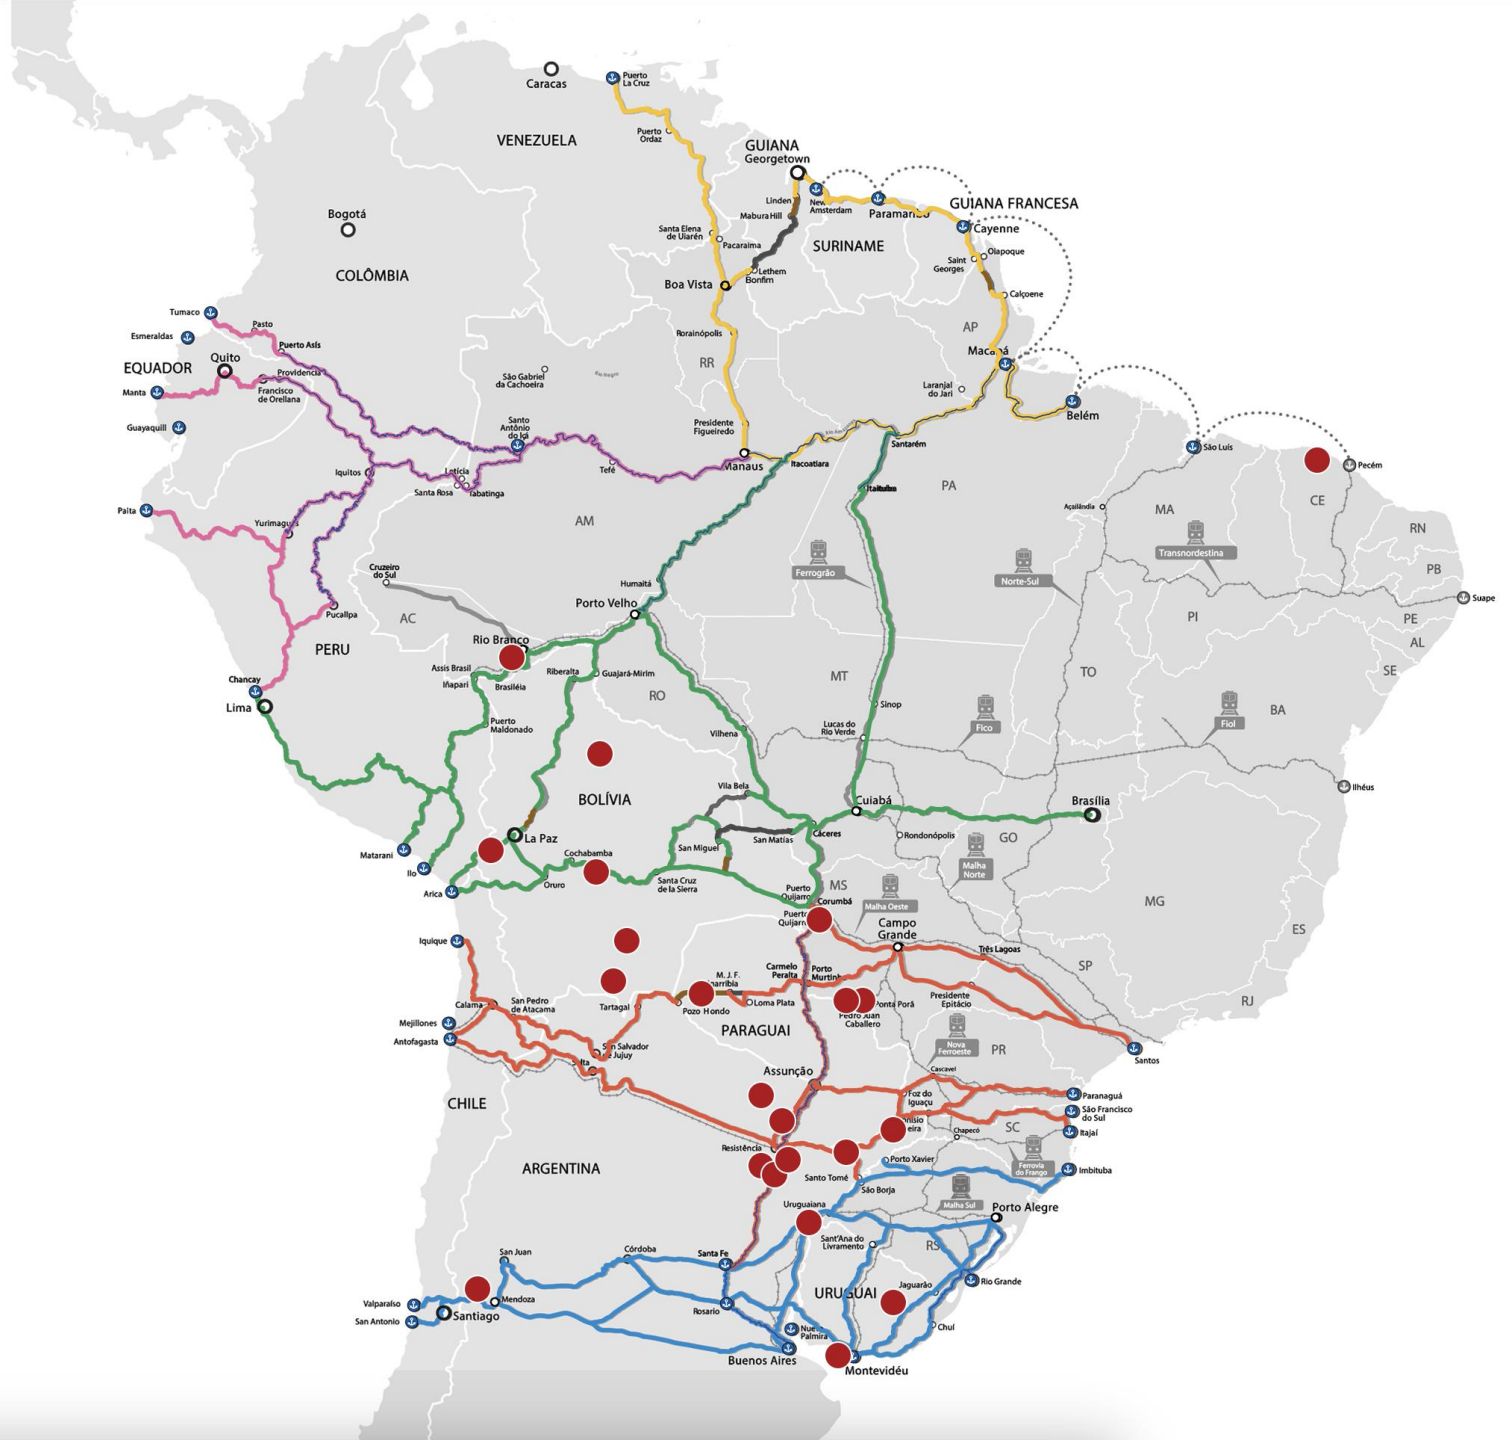 Caracas
Puerto
La Cruz
VENEZUELA
Puerto
Ordaz
GUIANA
Georgetown
Linden
New
Amsterdam
Mabura Hill
Paramaribo
GUIANA FRANCESA
Cayenne
Bogotá
Santa Elena
de Uiarén
Pacaraima
SURINAME
COLÔMBIA
Saint
Georges
Oiapoque
Lethem
Bonfim
Boa Vista
Calçoene
Tumaco
Pasto
Esmeraldas
Puerto Asís
Rorainópolis
AP
Macapá
EQUADOR
Quito
Providencia
São Gabriel
da Cachoeira
Rio Negro
RR
Manta
Francisco
de Orellana
Laranjal
do Jari
Belém
Guayaquill
Santo
Antônio
do Içá
Presidente
Figueiredo
Santarém
São Luís
Manaus
Itacoatiara
Pecém
Iquitos
Letícia
Tefé
Santa Rosa
Tabatinga
Itaituba
PA
CE
Paita
Yurimaguas
AM
Açailândia
MA
RN
Transnordestina
Cruzeiro
do Sul
Ferrogrão
Norte-Sul
PB
Humaitá
Suape
Porto Velho
Pucallpa
AC
PI
PE
Rio Branco
AL
PERU
Assis Brasil
Iñapari
Brasiléia
Riberalta
Guajará-Mirim
MT
TO
SE
Chancay
Lima
RO
Sinop
BA
Puerto
Maldonado
Vilhena
Lucas do
Rio Verde
Fico
Fiol
Vila Bela
Ilhéus
BOLÍVIA
Cuiabá
Brasília
La Paz
San Matías
Cáceres
Rondonópolis
GO
Matarani
Cochabamba
San Miguel
Malha
Norte
Ilo
Arica
Oruro
Santa Cruz
de la Sierra
Puerto
Quijarro
MS
Corumbá
Malha Oeste
MG
Puerto
Quijarro
Campo
Grande
ES
Iquique
Três Lagoas
Carmelo
Peralta
Porto
Murtinho
SP
M. J. F.
Calama
San Pedro
de Atacama
Tartagal
Pozo Hondo
Loma Plata
Ponta Porã
Presidente
Epitácio
RJ
Pedro Juan
Caballero
Mejillones
Antofagasta
PARAGUAI
Nova
Ferroeste
PR
San Salvador
de Jujuy
Salta
Santos
Assunção
Cascavel
CHILE
Foz do
Iguaçu
Paranaguá
São Francisco
do Sul
SC
Chapecó
Itajaí
Resistência
Porto Xavier
Ferrovia
do Frango
ARGENTINA
Imbituba
Santo Tomé
São Borja
Malha Sul
Uruguaiana
Porto Alegre
San Juan
Córdoba
Santa Fe
Sant'Ana do
Livramento
RS
Jaguarão
Rio Grande
URUGUAI
Valparaíso
Mendoza
Rosario
San Antonio
Santiago
Nueva
Palmira
Chuí
Buenos Aires
Montevidéu